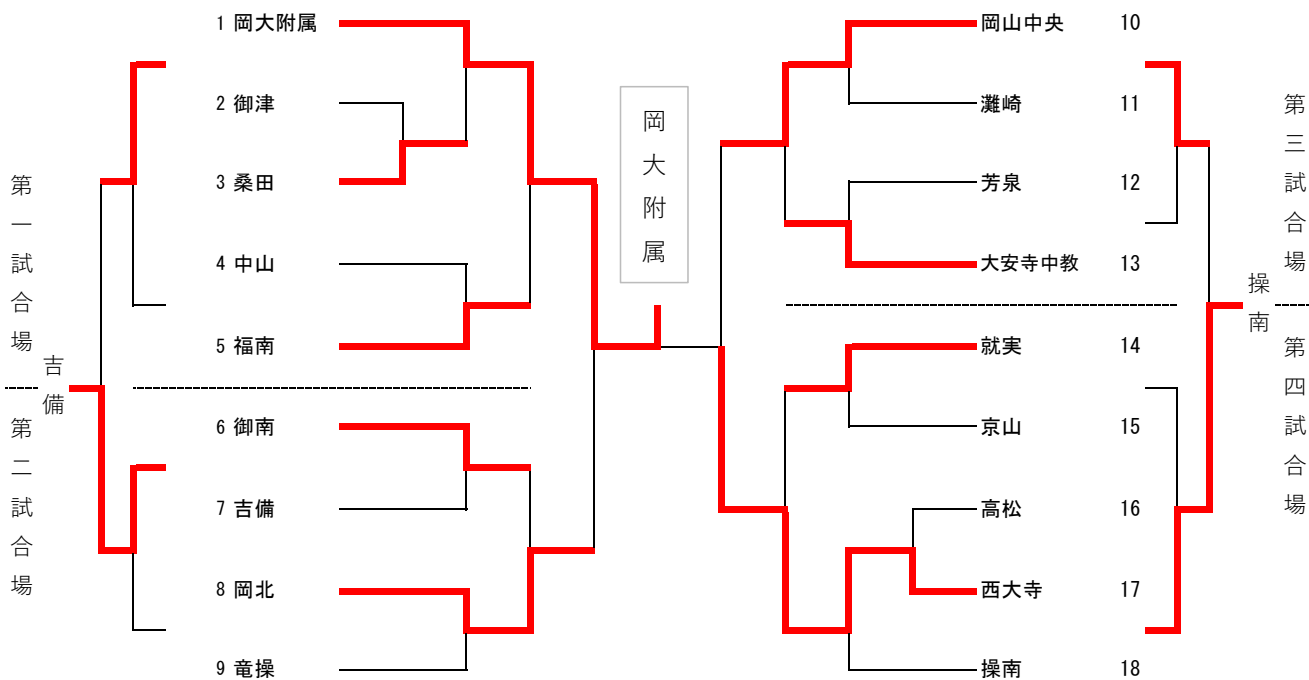 1 岡大附属
2 御津
3 桑田
4 中山
5 福南
6 御南
7 吉備
8 岡北
9 竜操
第一試合場
吉備
第二試合場
岡大附属
岡山中央 10
灘崎 11
芳泉 12
大安寺中教 13
就実 14
京山 15
高松 16
西大寺 17
操南 18
第三試合場
操南
第四試合場